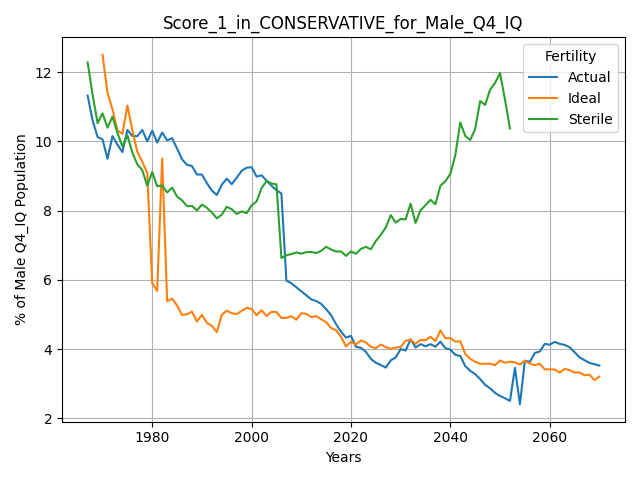 Score_1_in_CONSERVATIVE_for_Male_Q4_IQ
Fertility
Actual
Ideal
Sterile
% of Male Q4_IQ Population
12
10
8
6
4
2
1980
2000
2020
2040
2060
Years